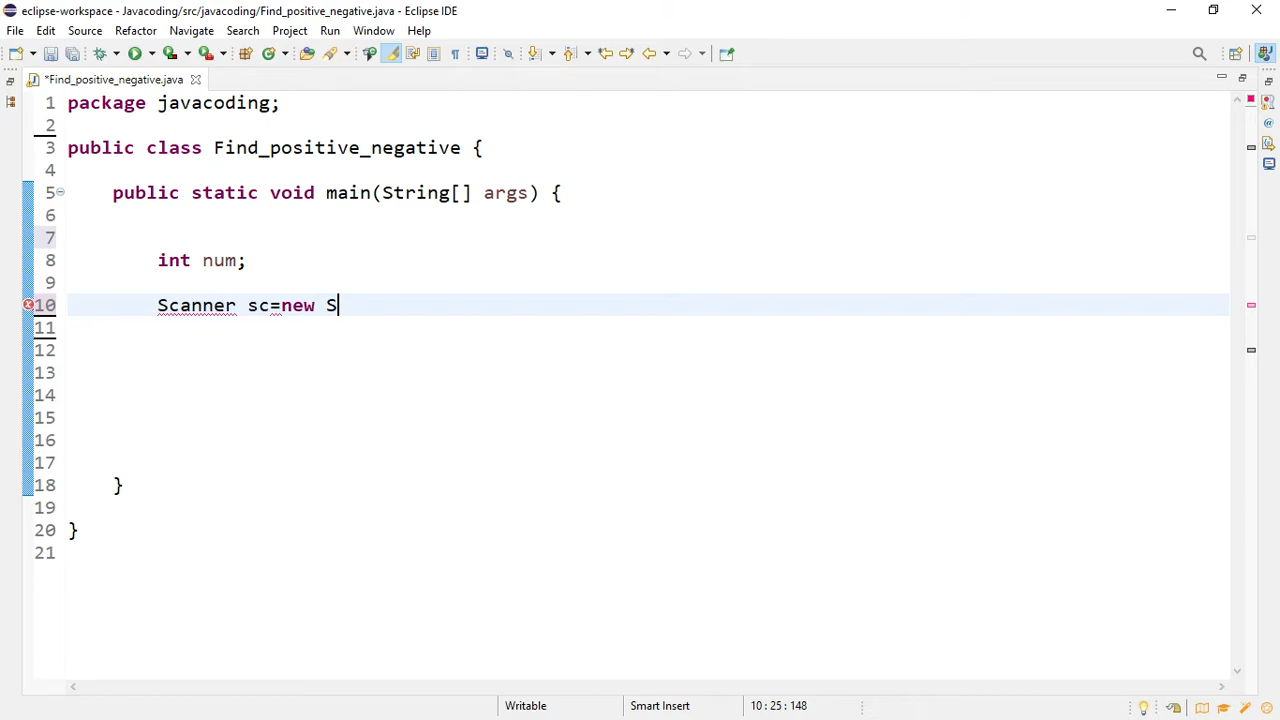 eclipse-workspace - Javacoding/src/javacoding/Find_positive_negative.java - Eclipse IDE
File Edit Source Refactor Navigate Search Project Run Window Help
*Find_positive_negative.java
1 package javacoding;
2
3 public class Find_positive_negative {
4
5 public static void main(String[] args) {
6
7
8 int num;
9
10 Scanner sc=new S
11
12
13
14
15
16
17
18 }
19
20 }
21
Writable Smart Insert 10 : 25 : 148